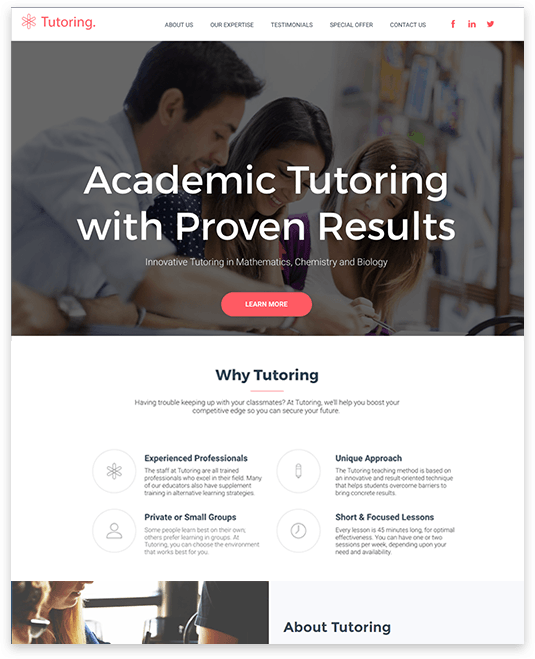 Tutoring.
ABOUT US OUR EXPERTISE TESTIMONIALS SPECIAL OFFER CONTACT US
Academic Tutoring
with Proven Results
Innovative Tutoring in Mathematics, Chemistry and Biology
LEARN MORE
Why Tutoring
Having trouble keeping up with your classmates? At Tutoring, we'll help you boost your
competitive edge so you can secure your future.
Experienced Professionals
The staff at Tutoring are all trained
professionals who excel in their field. Many
of our educators also have supplement
training in alternative learning strategies.
Unique Approach
The Tutoring teaching method is based on
an innovative and result-oriented technique
that helps students overcome barriers to
bring concrete results.
Private or Small Groups
Some people learn best on their own;
others prefer learning in groups. At
Tutoring, you can choose the environment
that works best for you.
Short & Focused Lessons
Every lesson is 45 minutes long, for optimal
effectiveness. You can have one or two
sessions per week, depending upon your
need and availability.
About Tutoring